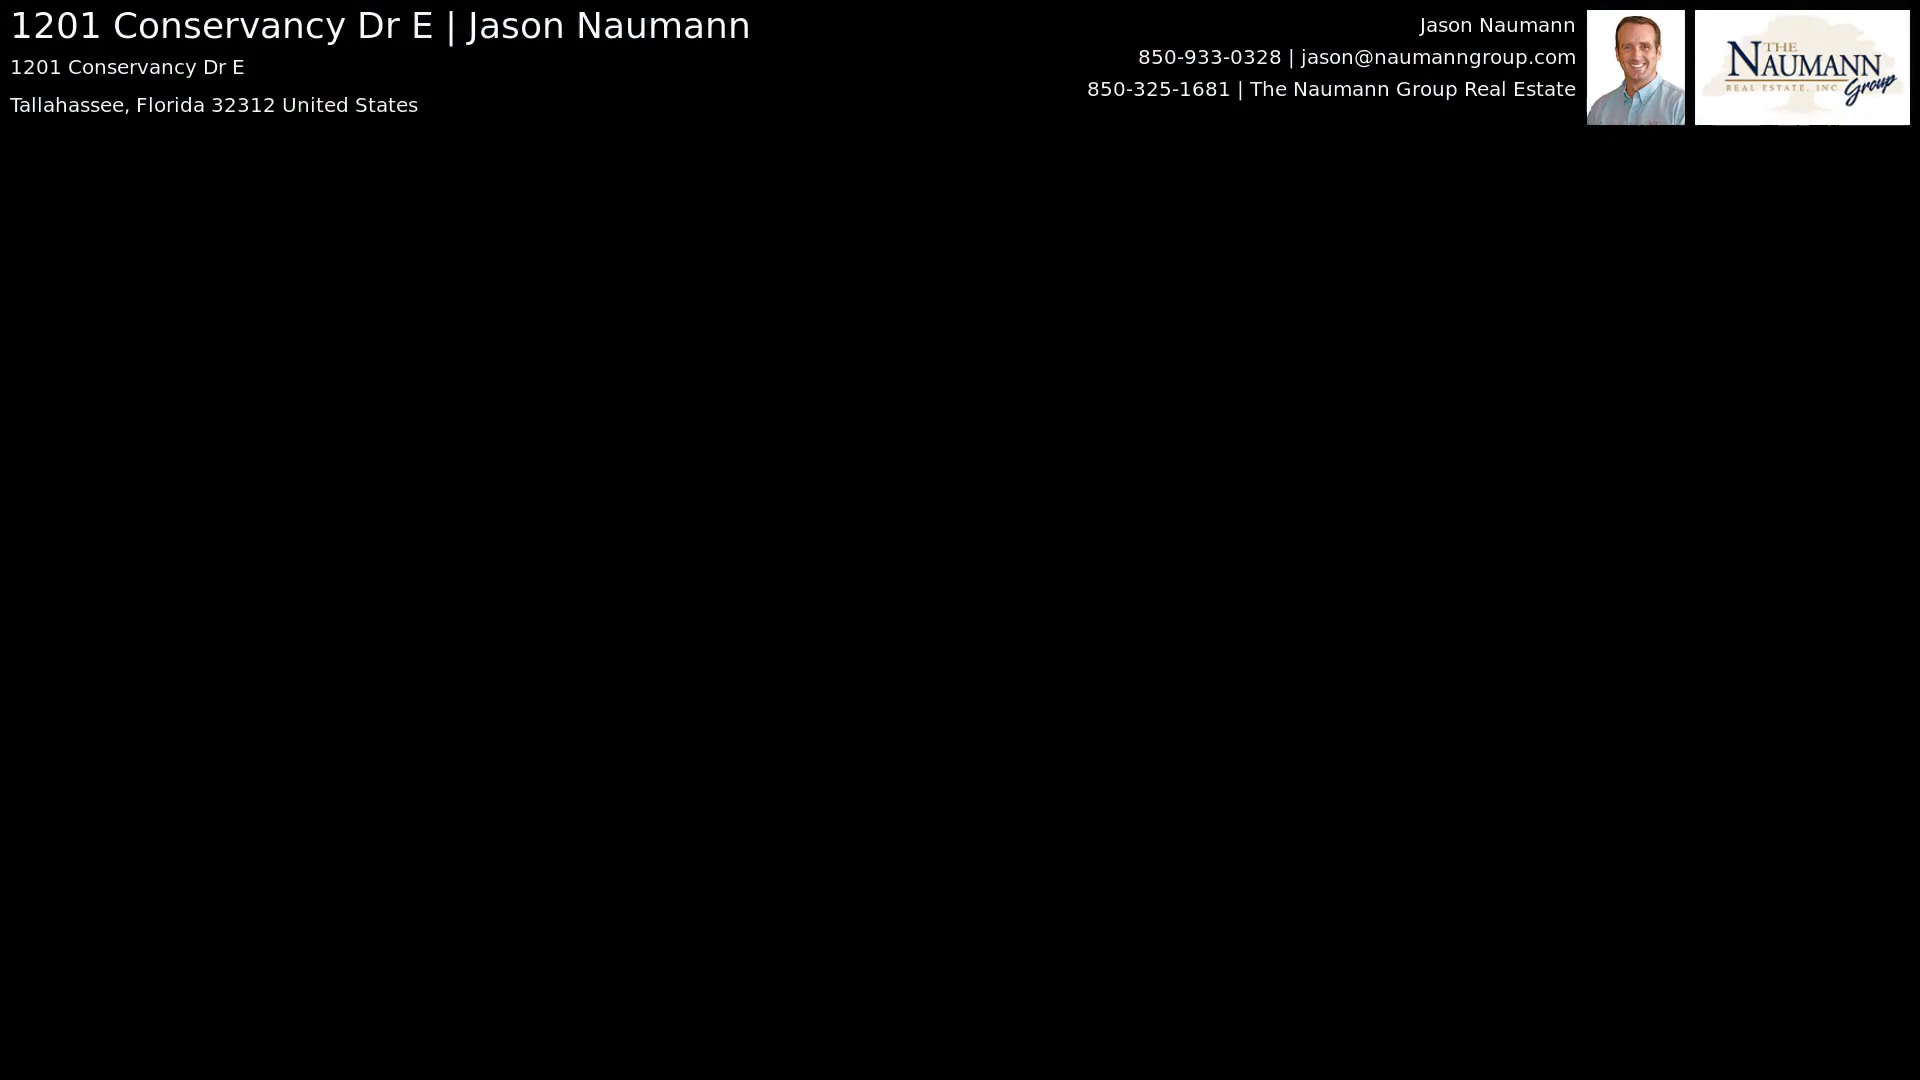 1201 Conservancy Dr E | Jason Naumann
1201 Conservancy Dr E
Tallahassee, Florida 32312 United States
Jason Naumann
850-933-0328 | jason@naumanngroup.com
850-325-1681 | The Naumann Group Real Estate
THE
NAUMANN
REAL ESTATE, INC
Group